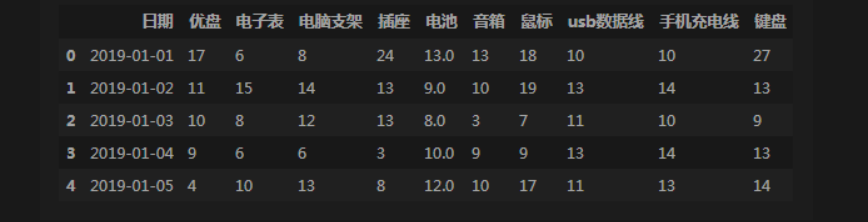 日期 优盘 电子表 电脑支架 插座 电池 音箱 鼠标 usb数据线 手机充电线 键盘
0 2019-01-01 17 6 8 24 13.0 13 18 10 10 27
1 2019-01-02 11 15 14 13 9.0 10 19 13 14 13
2 2019-01-03 10 8 12 13 8.0 3 7 11 10 9
3 2019-01-04 9 6 6 3 10.0 9 9 13 14 13
4 2019-01-05 4 10 13 8 12.0 10 17 11 13 14